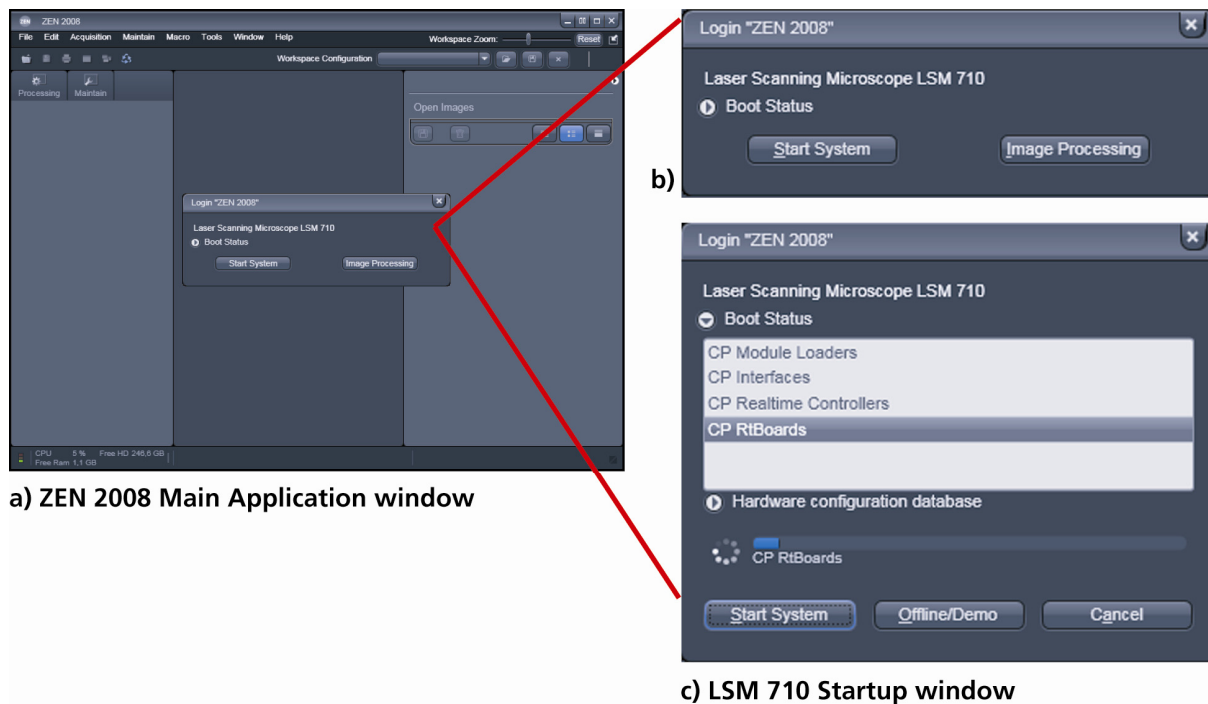 ZEN 2008
File Edit Acquisition Maintain Macro Tools Window Help Workspace Zoom: Reset
Workspace Configuration
Processing Maintain
Open Images
Login "ZEN 2008"
Laser Scanning Microscope LSM 710
Boot Status
Start System Image Processing
CPU 5 % Free HD 246,6 GB
Free Ram 1,1 GB
a) ZEN 2008 Main Application window
Login "ZEN 2008"
Laser Scanning Microscope LSM 710
Boot Status
Start System Image Processing
b)
Login "ZEN 2008"
Laser Scanning Microscope LSM 710
Boot Status
CP Module Loaders
CP Interfaces
CP Realtime Controllers
CP RtBoards
Hardware configuration database
CP RtBoards
Start System Offline/Demo Cancel
c) LSM 710 Startup window